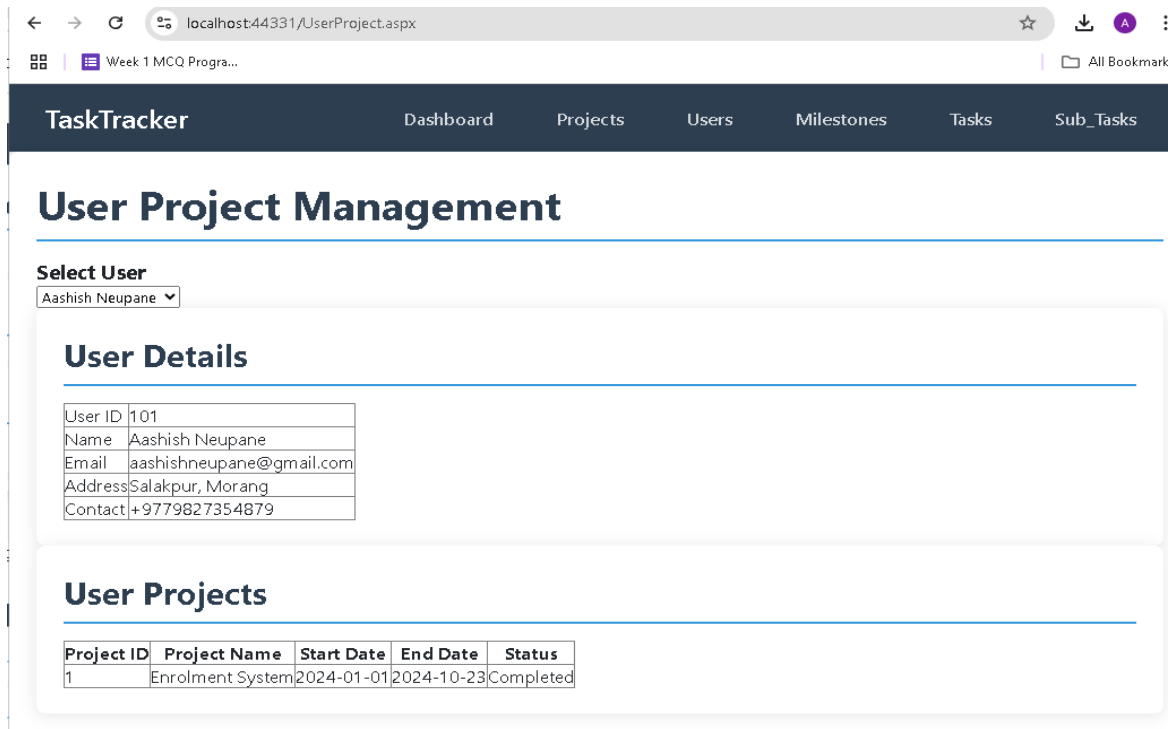 localhost:44331/UserProject.aspx
A
Week 1 MCQ Progra...
All Bookmark
TaskTracker Dashboard Projects Users Milestones Tasks Sub_Tasks
User Project Management
Select User
Aashish Neupane
User Details
User ID 101
Name Aashish Neupane
Email aashishneupane@gmail.com
Address Salakpur, Morang
Contact +9779827354879
User Projects
Project ID Project Name Start Date End Date Status
1 Enrolment System 2024-01-01 2024-10-23 Completed